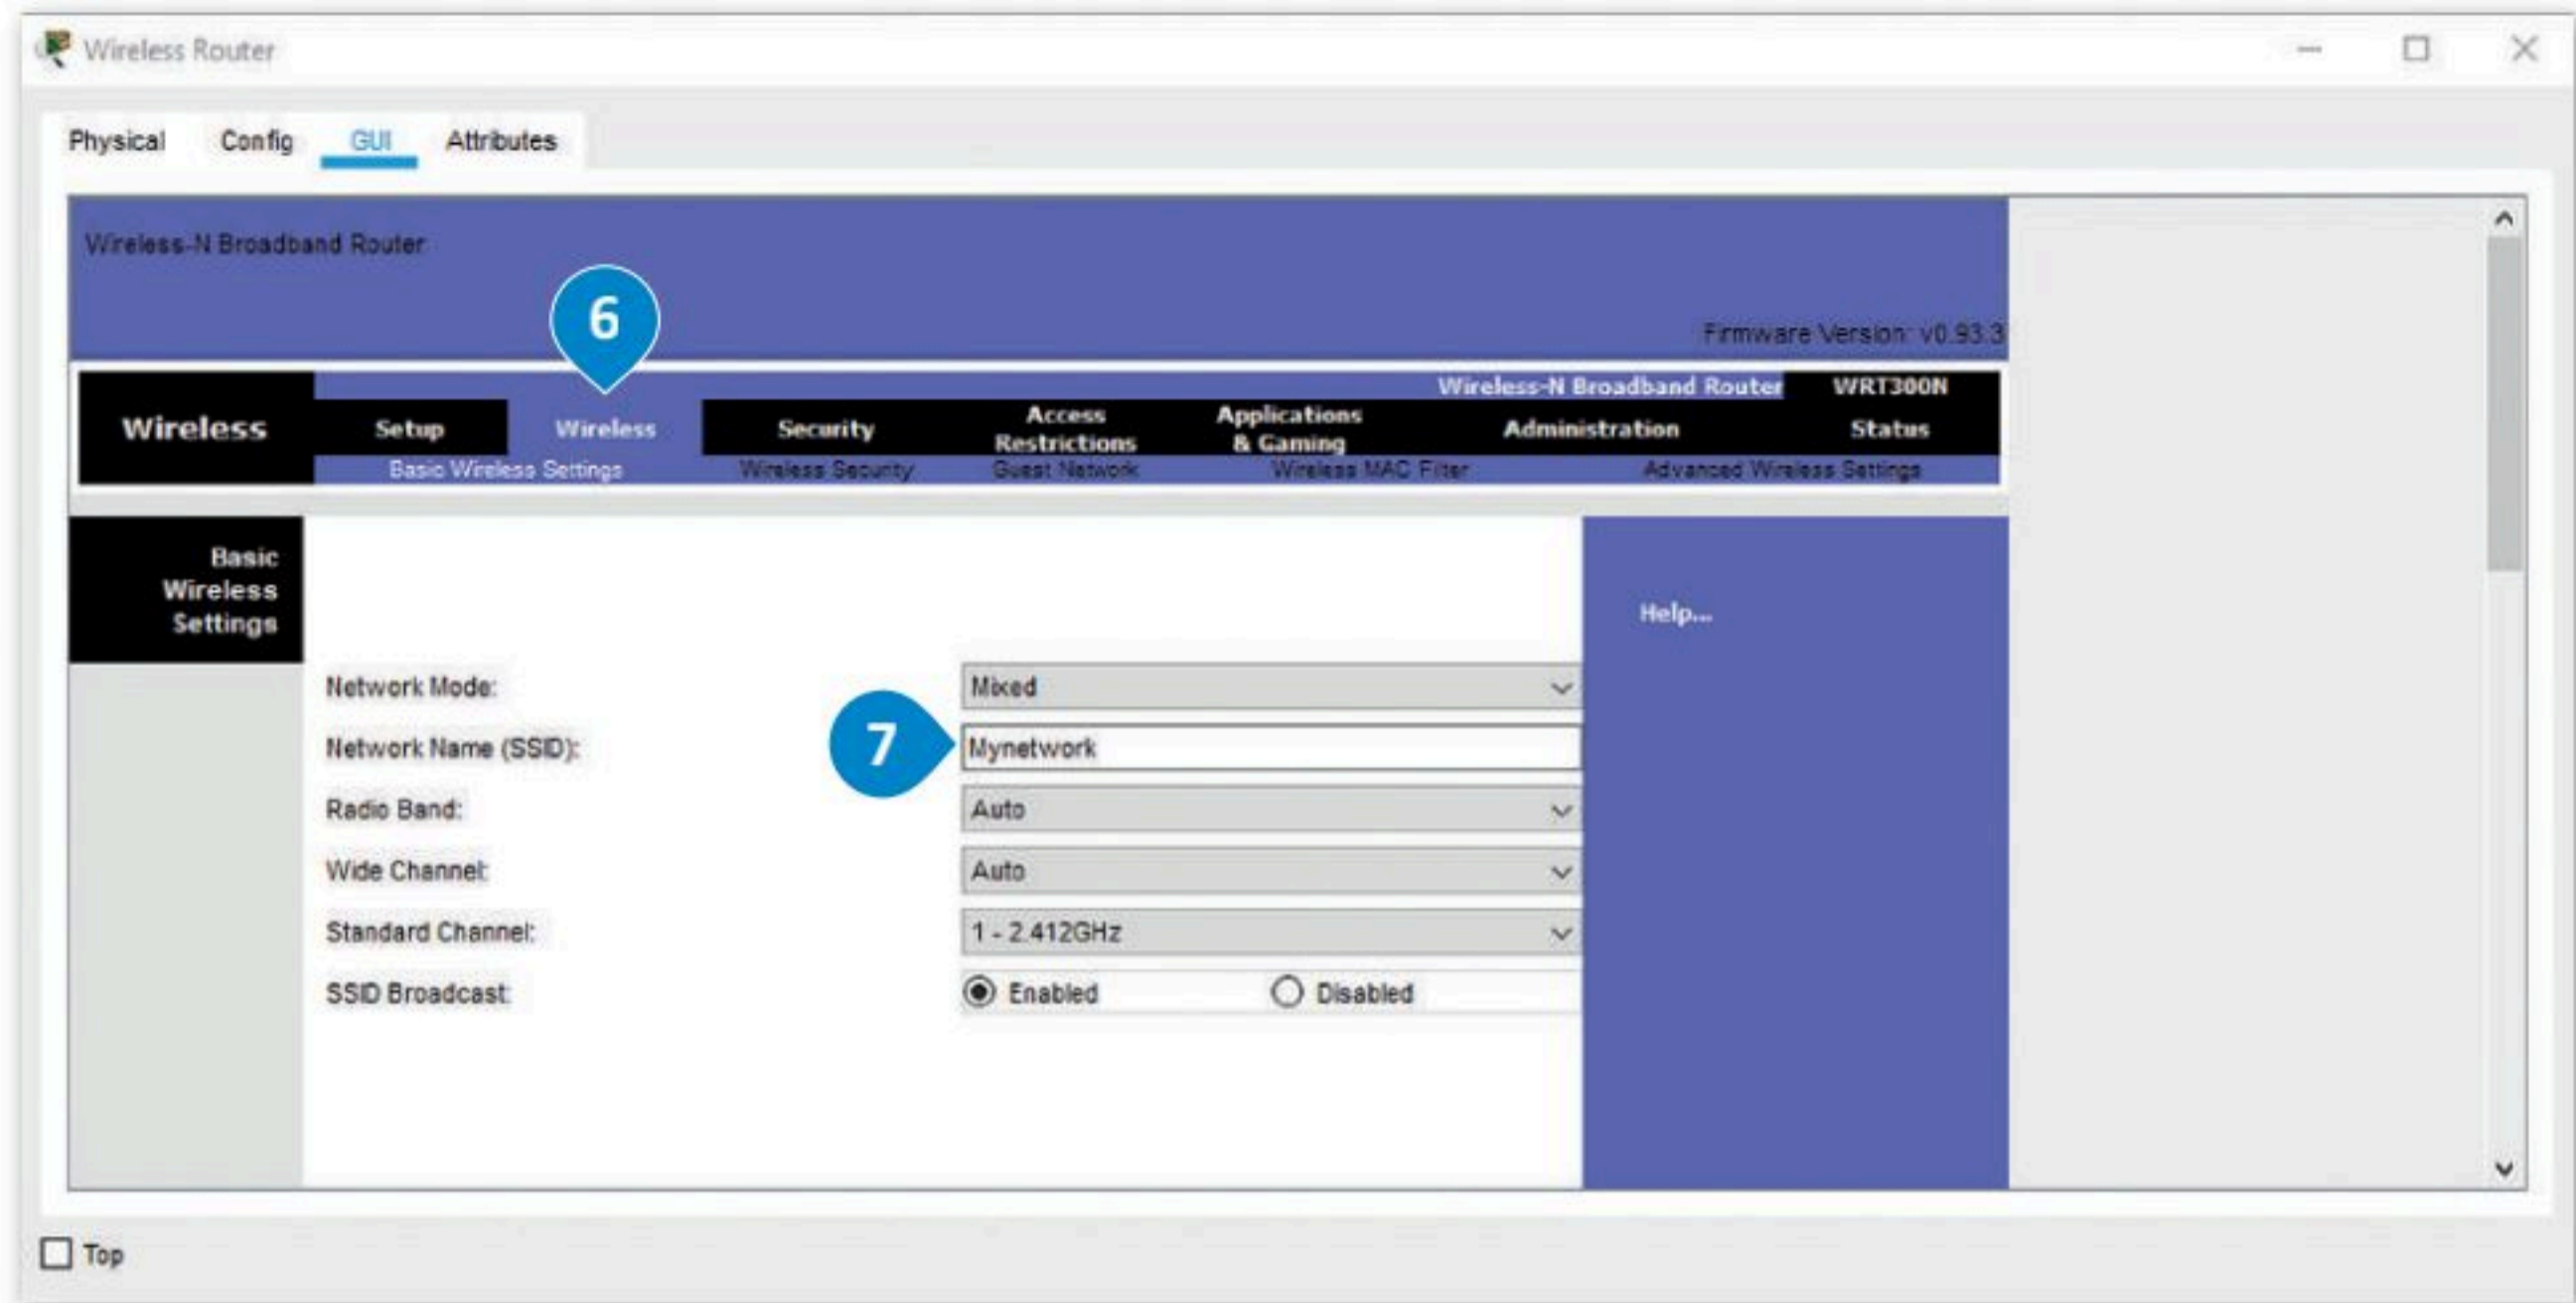 Wireless Router
Physical Config GUI Attributes
Wireless-N Broadband Router
6
Firmware Version: v0.93.3
Wireless-N Broadband Router WRT300N
Wireless Setup Wireless Security Access Restrictions Applications & Gaming Administration Status
Basic Wireless Settings Wireless Security Guest Network Wireless MAC Filter Advanced Wireless Settings
Basic
Wireless
Settings
Help...
Network Mode: Mixed
Network Name (SSID): 7 Mynetwork
Radio Band: Auto
Wide Channel: Auto
Standard Channel: 1 - 2.412GHz
SSID Broadcast: Enabled Disabled
Top